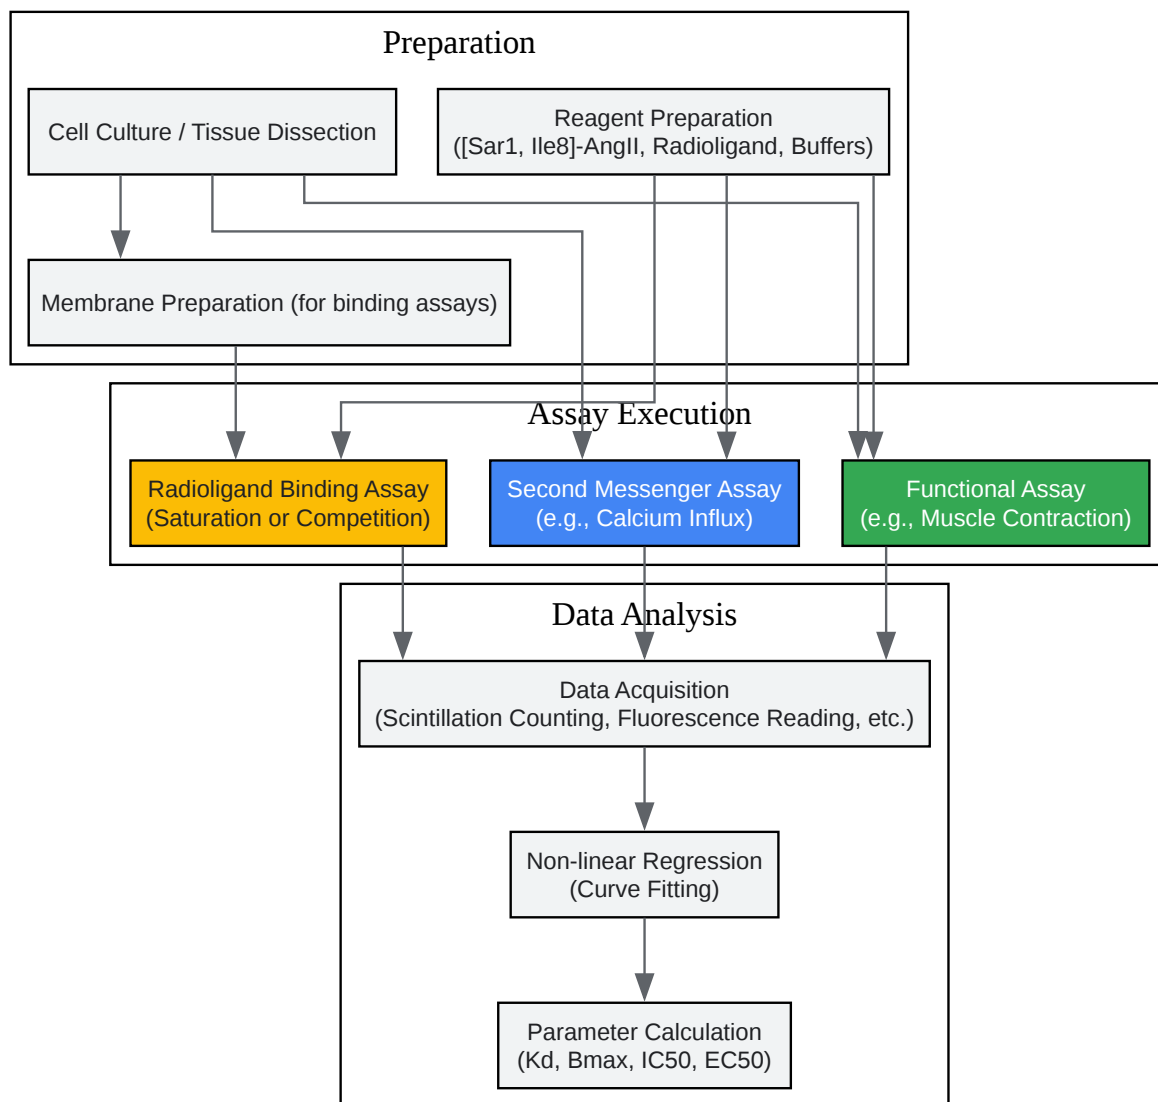 Preparation
Cell Culture / Tissue Dissection
Reagent Preparation
([Sar1, Ile8]-AngII, Radioligand, Buffers)
Membrane Preparation (for binding assays)
Assay Execution
Radioligand Binding Assay
(Saturation or Competition)
Second Messenger Assay
(e.g., Calcium Influx)
Functional Assay
(e.g., Muscle Contraction)
Data Analysis
Data Acquisition
(Scintillation Counting, Fluorescence Reading, etc.)
Non-linear Regression
(Curve Fitting)
Parameter Calculation
(Kd, Bmax, IC50, EC50)